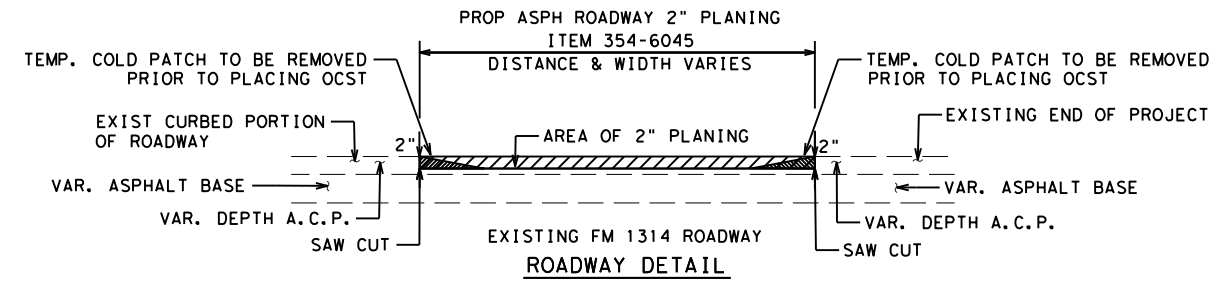 PROP ASPH ROADWAY 2" PLANING
ITEM 354-6045
DISTANCE & WIDTH VARIES
TEMP. COLD PATCH TO BE REMOVED
PRIOR TO PLACING OCST
TEMP. COLD PATCH TO BE REMOVED
PRIOR TO PLACING OCST
EXIST CURBED PORTION
OF ROADWAY
2"
AREA OF 2" PLANING
2"
EXISTING END OF PROJECT
VAR. ASPHALT BASE
VAR. ASPHALT BASE
VAR. DEPTH A.C.P.
VAR. DEPTH A.C.P.
SAW CUT
EXISTING FM 1314 ROADWAY
SAW CUT
ROADWAY DETAIL